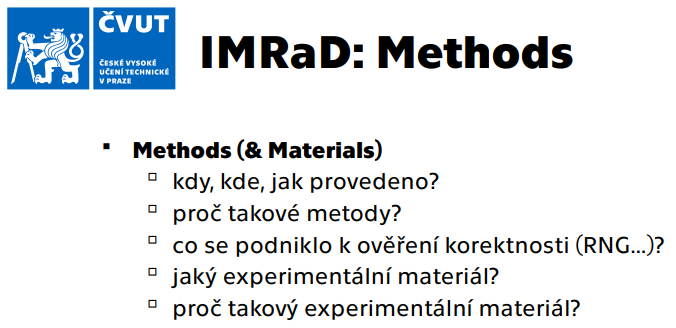 ČVUT
ČESKÉ VYSOKÉ
UČENÍ TECHNICKÉ
V PRAZE
IMRaD: Methods
Methods (& Materials)
kdy, kde, jak provedeno?
proč takové metody?
co se podniklo k ověření korektnosti (RNG...)?
jaký experimentální materiál?
proč takový experimentální materiál?